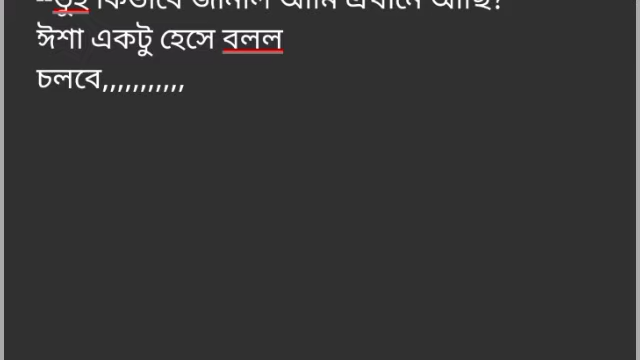 --তুই কিভাবে জানলি আমি এখানে আছি?
ঈশা একটু হেসে বলল
চলবে,,,,,,,,,,,